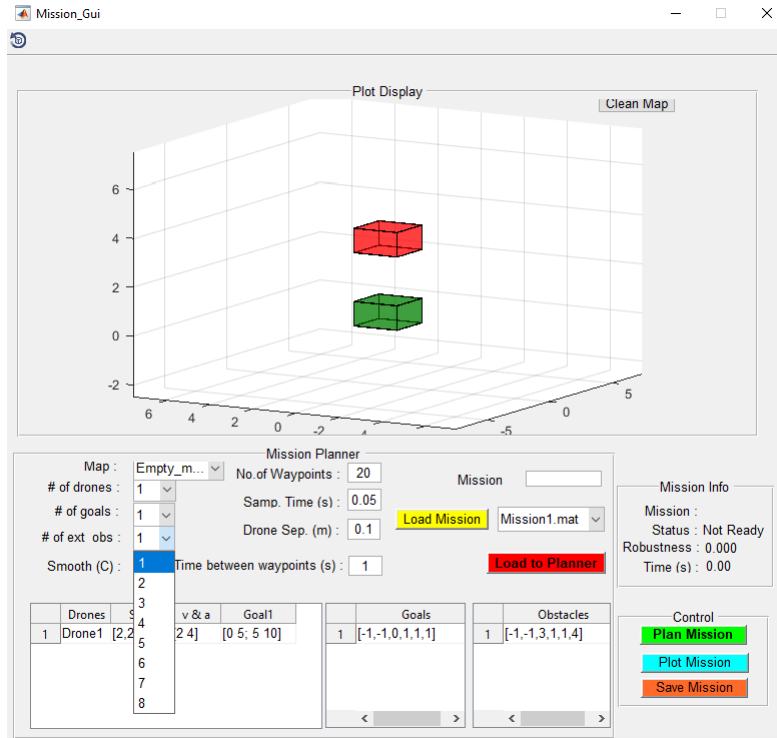 Mission_Gui
Plot Display
Clean Map
6
4
2
0
-2
6
4
2
0
-2
4
-5
0
5
Mission Planner
Map : Empty_m...
No.of Waypoints : 20
Mission
# of drones : 1
Samp. Time (s) : 0.05
# of goals : 1
Load Mission Mission1.mat
# of ext obs : 1
Drone Sep. (m) : 0.1
Smooth (C) :
Time between waypoints (s) : 1
Load to Planner
1
2
3
4
5
6
7
8
Mission Info
Mission :
Status : Not Ready
Robustness : 0.000
Time (s) : 0.00
Drones S v & a Goal1
1 Drone1 [2,2 2 4] [0 5; 5 10]
Goals
1 [-1,-1,0,1,1,1]
Obstacles
1 [-1,-1,3,1,1,4]
Control
Plan Mission
Plot Mission
Save Mission